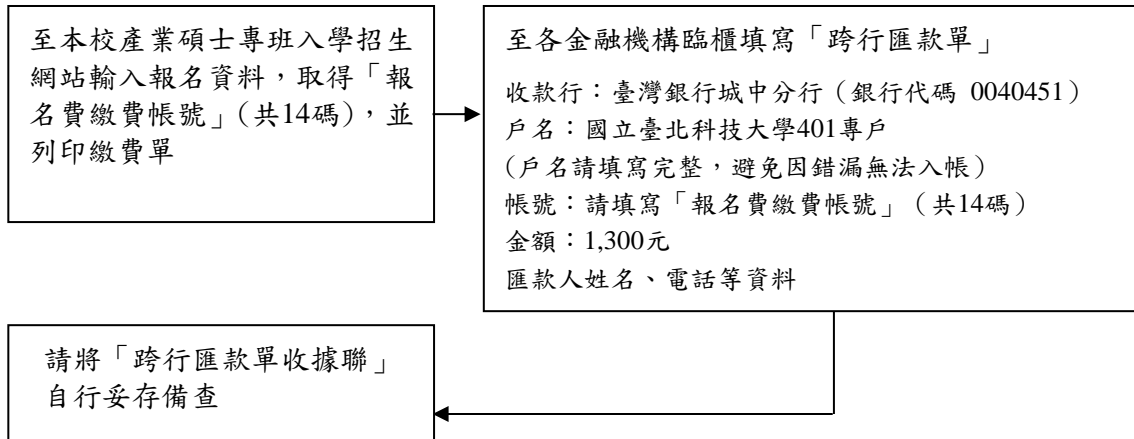 至本校產業碩士專班入學招生
網站輸入報名資料，取得「報
名費繳費帳號」（共14碼），並
列印繳費單
至各金融機構臨櫃填寫「跨行匯款單」
收款行：臺灣銀行城中分行（銀行代碼 0040451）
戶名：國立臺北科技大學401專戶
(戶名請填寫完整，避免因錯漏無法入帳）
帳號：請填寫「報名費繳費帳號」（共14碼）
金額：1,300元
匯款人姓名、電話等資料
請將「跨行匯款單收據聯」
自行妥存備查